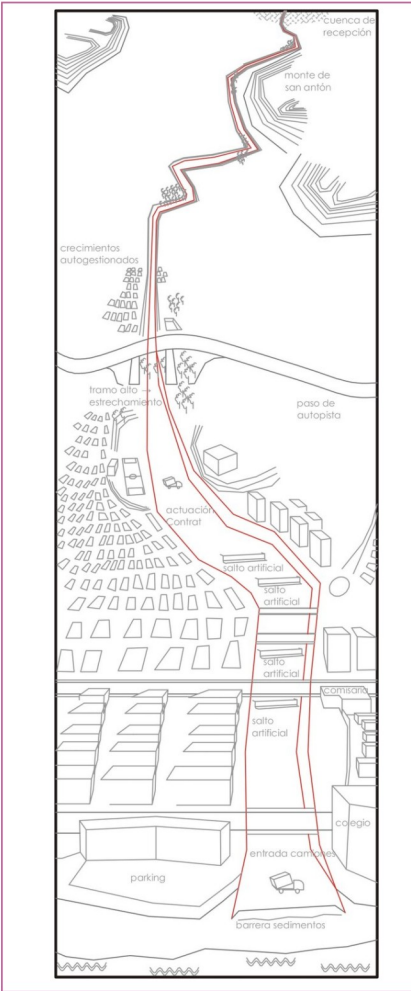 cuenca de
recepción
monte de
san antón
crecimientos
autogestionados
tramo alto
estrechamiento
paso de
autopista
actuación
Contrat
salto artificial
salto
artificial
salto
artificial
comisaría
salto
artificial
colegio
entrada camiones
parking
barrera sedimentos